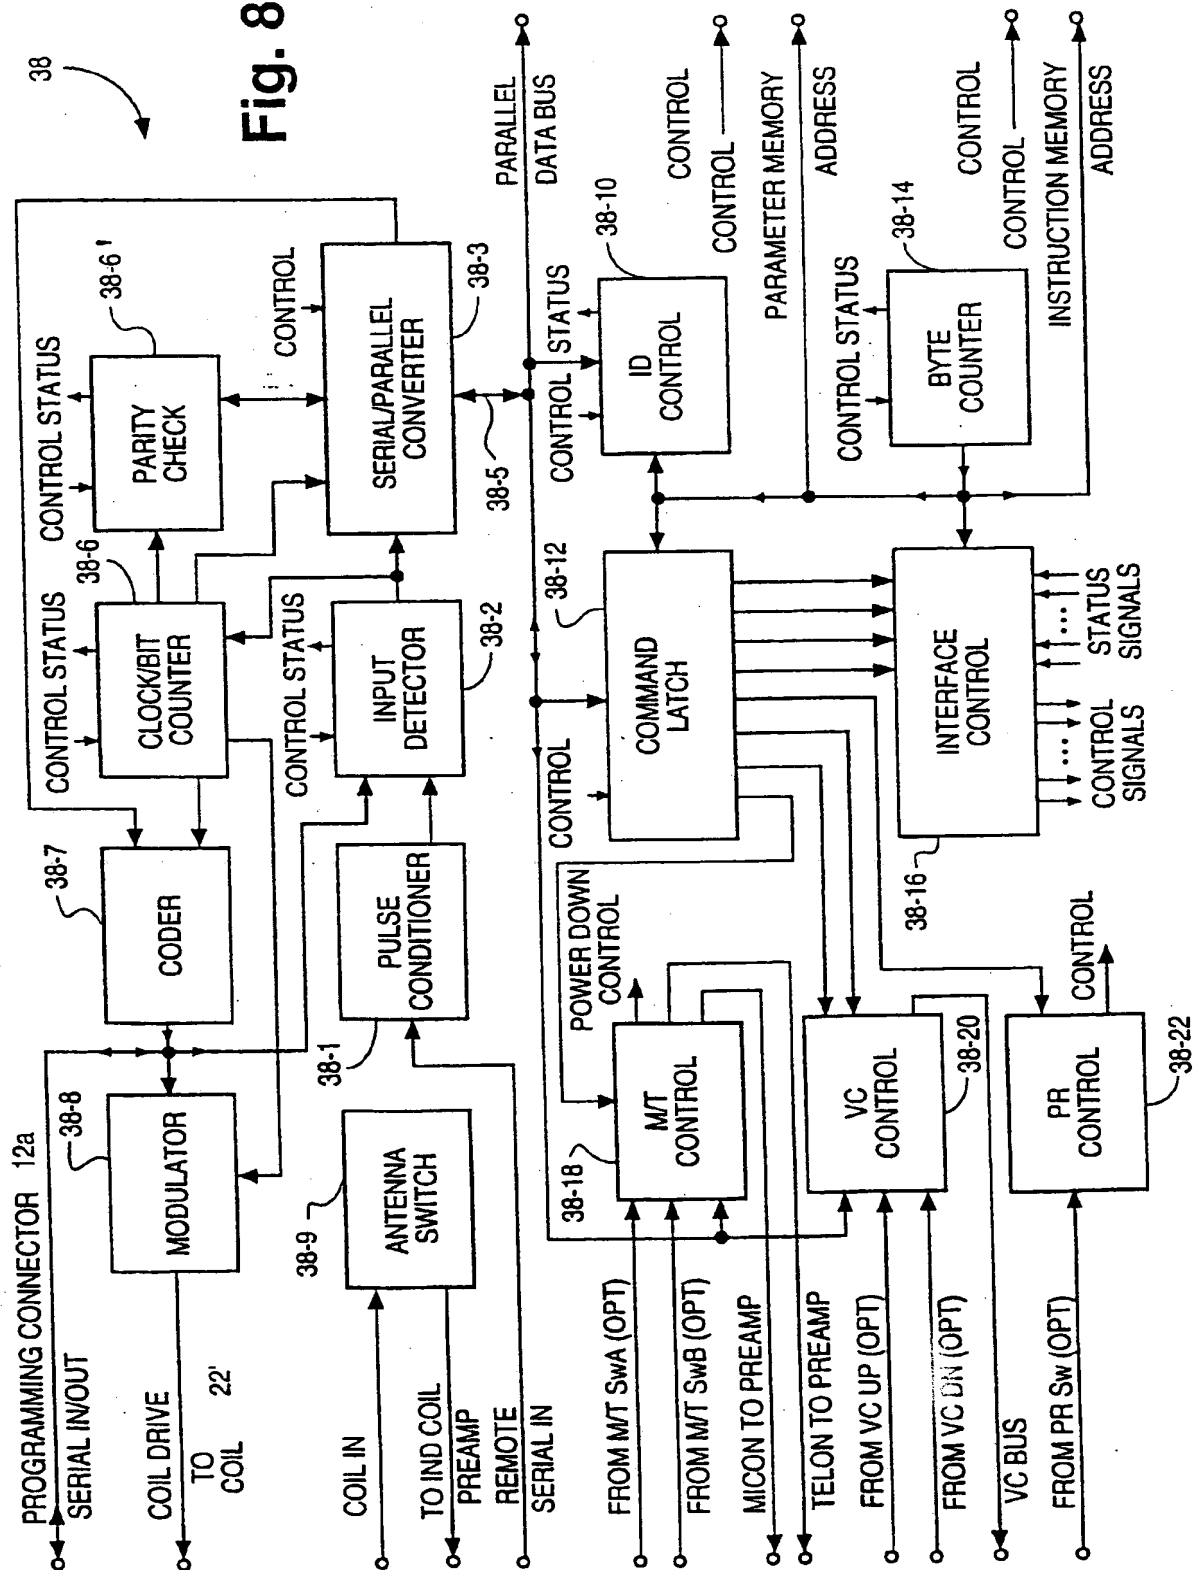 Fig. 8
38
PROGRAMMING CONNECTOR 12a
SERIAL IN/OUT
COIL DRIVE
TO
COIL
22'
COIL IN
TO IND COIL
PREAMP
REMOTE
SERIAL IN
FROM M/T SwA (OPT)
FROM M/T SwB (OPT)
MICON TO PREAMP
TELON TO PREAMP
FROM VC UP (OPT)
FROM VC DN (OPT)
VC BUS
FROM PR Sw (OPT)
38-8
MODULATOR
38-7
CODER
CONTROL STATUS
38-6
CLOCK/BIT
COUNTER
CONTROL STATUS
38-6'
PARITY
CHECK
38-9
ANTENNA
SWITCH
38-1
PULSE
CONDITIONER
CONTROL STATUS
INPUT
DETECTOR
38-2
CONTROL
SERIAL/PARALLEL
CONVERTER
38-3
38-5
PARALLEL
DATA BUS
POWER DOWN
CONTROL
38-18
M/T
CONTROL
VC
CONTROL
38-20
PR
CONTROL
38-22
CONTROL
CONTROL
38-12
COMMAND
LATCH
38-16
INTERFACE
CONTROL
CONTROL
SIGNALS
STATUS
SIGNALS
CONTROL STATUS
ID
CONTROL
38-10
CONTROL
CONTROL
PARAMETER MEMORY
ADDRESS
CONTROL STATUS
BYTE
COUNTER
38-14
CONTROL
CONTROL
INSTRUCTION MEMORY
ADDRESS